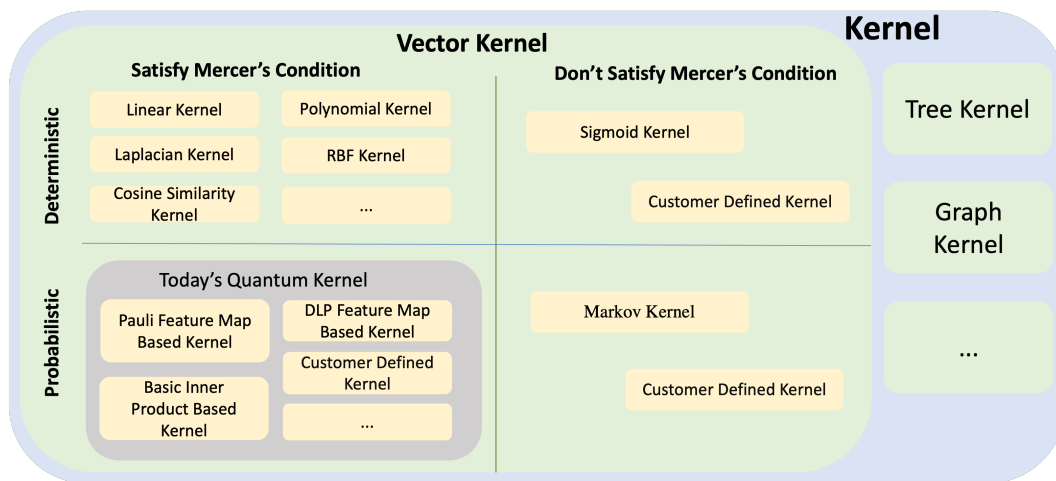 Kernel
Vector Kernel
Satisfy Mercer's Condition
Don't Satisfy Mercer's Condition
Deterministic
Linear Kernel
Polynomial Kernel
Laplacian Kernel
RBF Kernel
Cosine Similarity
Kernel
...
Sigmoid Kernel
Customer Defined Kernel
Probabilistic
Today's Quantum Kernel
Pauli Feature Map
Based Kernel
DLP Feature Map
Based Kernel
Customer Defined
Kernel
Basic Inner
Product Based
Kernel
...
Markov Kernel
Customer Defined Kernel
Tree Kernel
Graph
Kernel
...